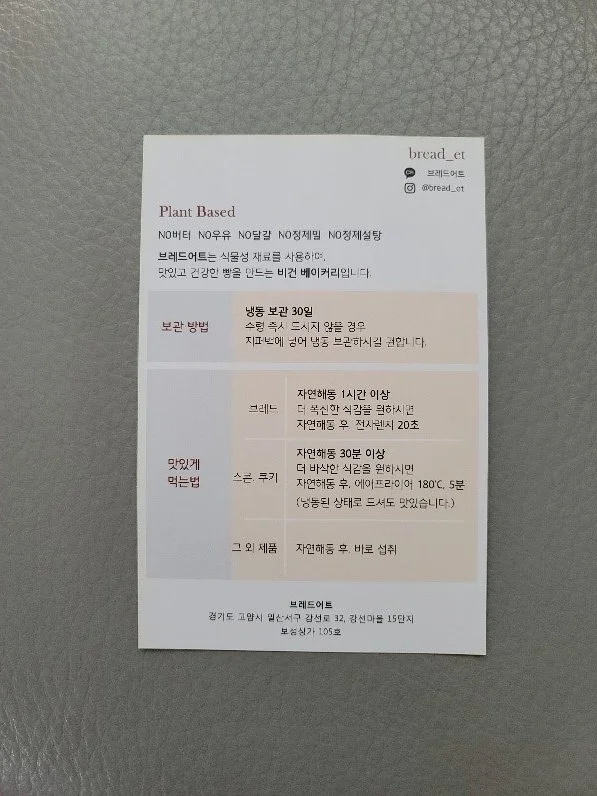 bread_et
브레드어트
@bread_et
Plant Based
NO버터 NO우유 NO달걀 NO정제밀 NO정제설탕
브레드어트는 식물성 재료를 사용하여,
맛있고 건강한 빵을 만드는 비건 베이커리입니다.
보관 방법
냉동 보관 30일
수령 즉시 드시지 않을 경우
지퍼백에 넣어 냉동 보관하시길 권합니다.
맛있게
먹는법
브레드
자연해동 1시간 이상
더 폭신한 식감을 원하시면
자연해동 후, 전자렌지 20초
스콘, 쿠키
자연해동 30분 이상
더 바삭한 식감을 원하시면
자연해동 후, 에어프라이어 180℃, 5분
(냉동된 상태로 드셔도 맛있습니다.)
그 외 제품
자연해동 후, 바로 섭취
브레드어트
경기도 고양시 일산서구 강선로 32, 강선마을 15단지
보성상가 105호